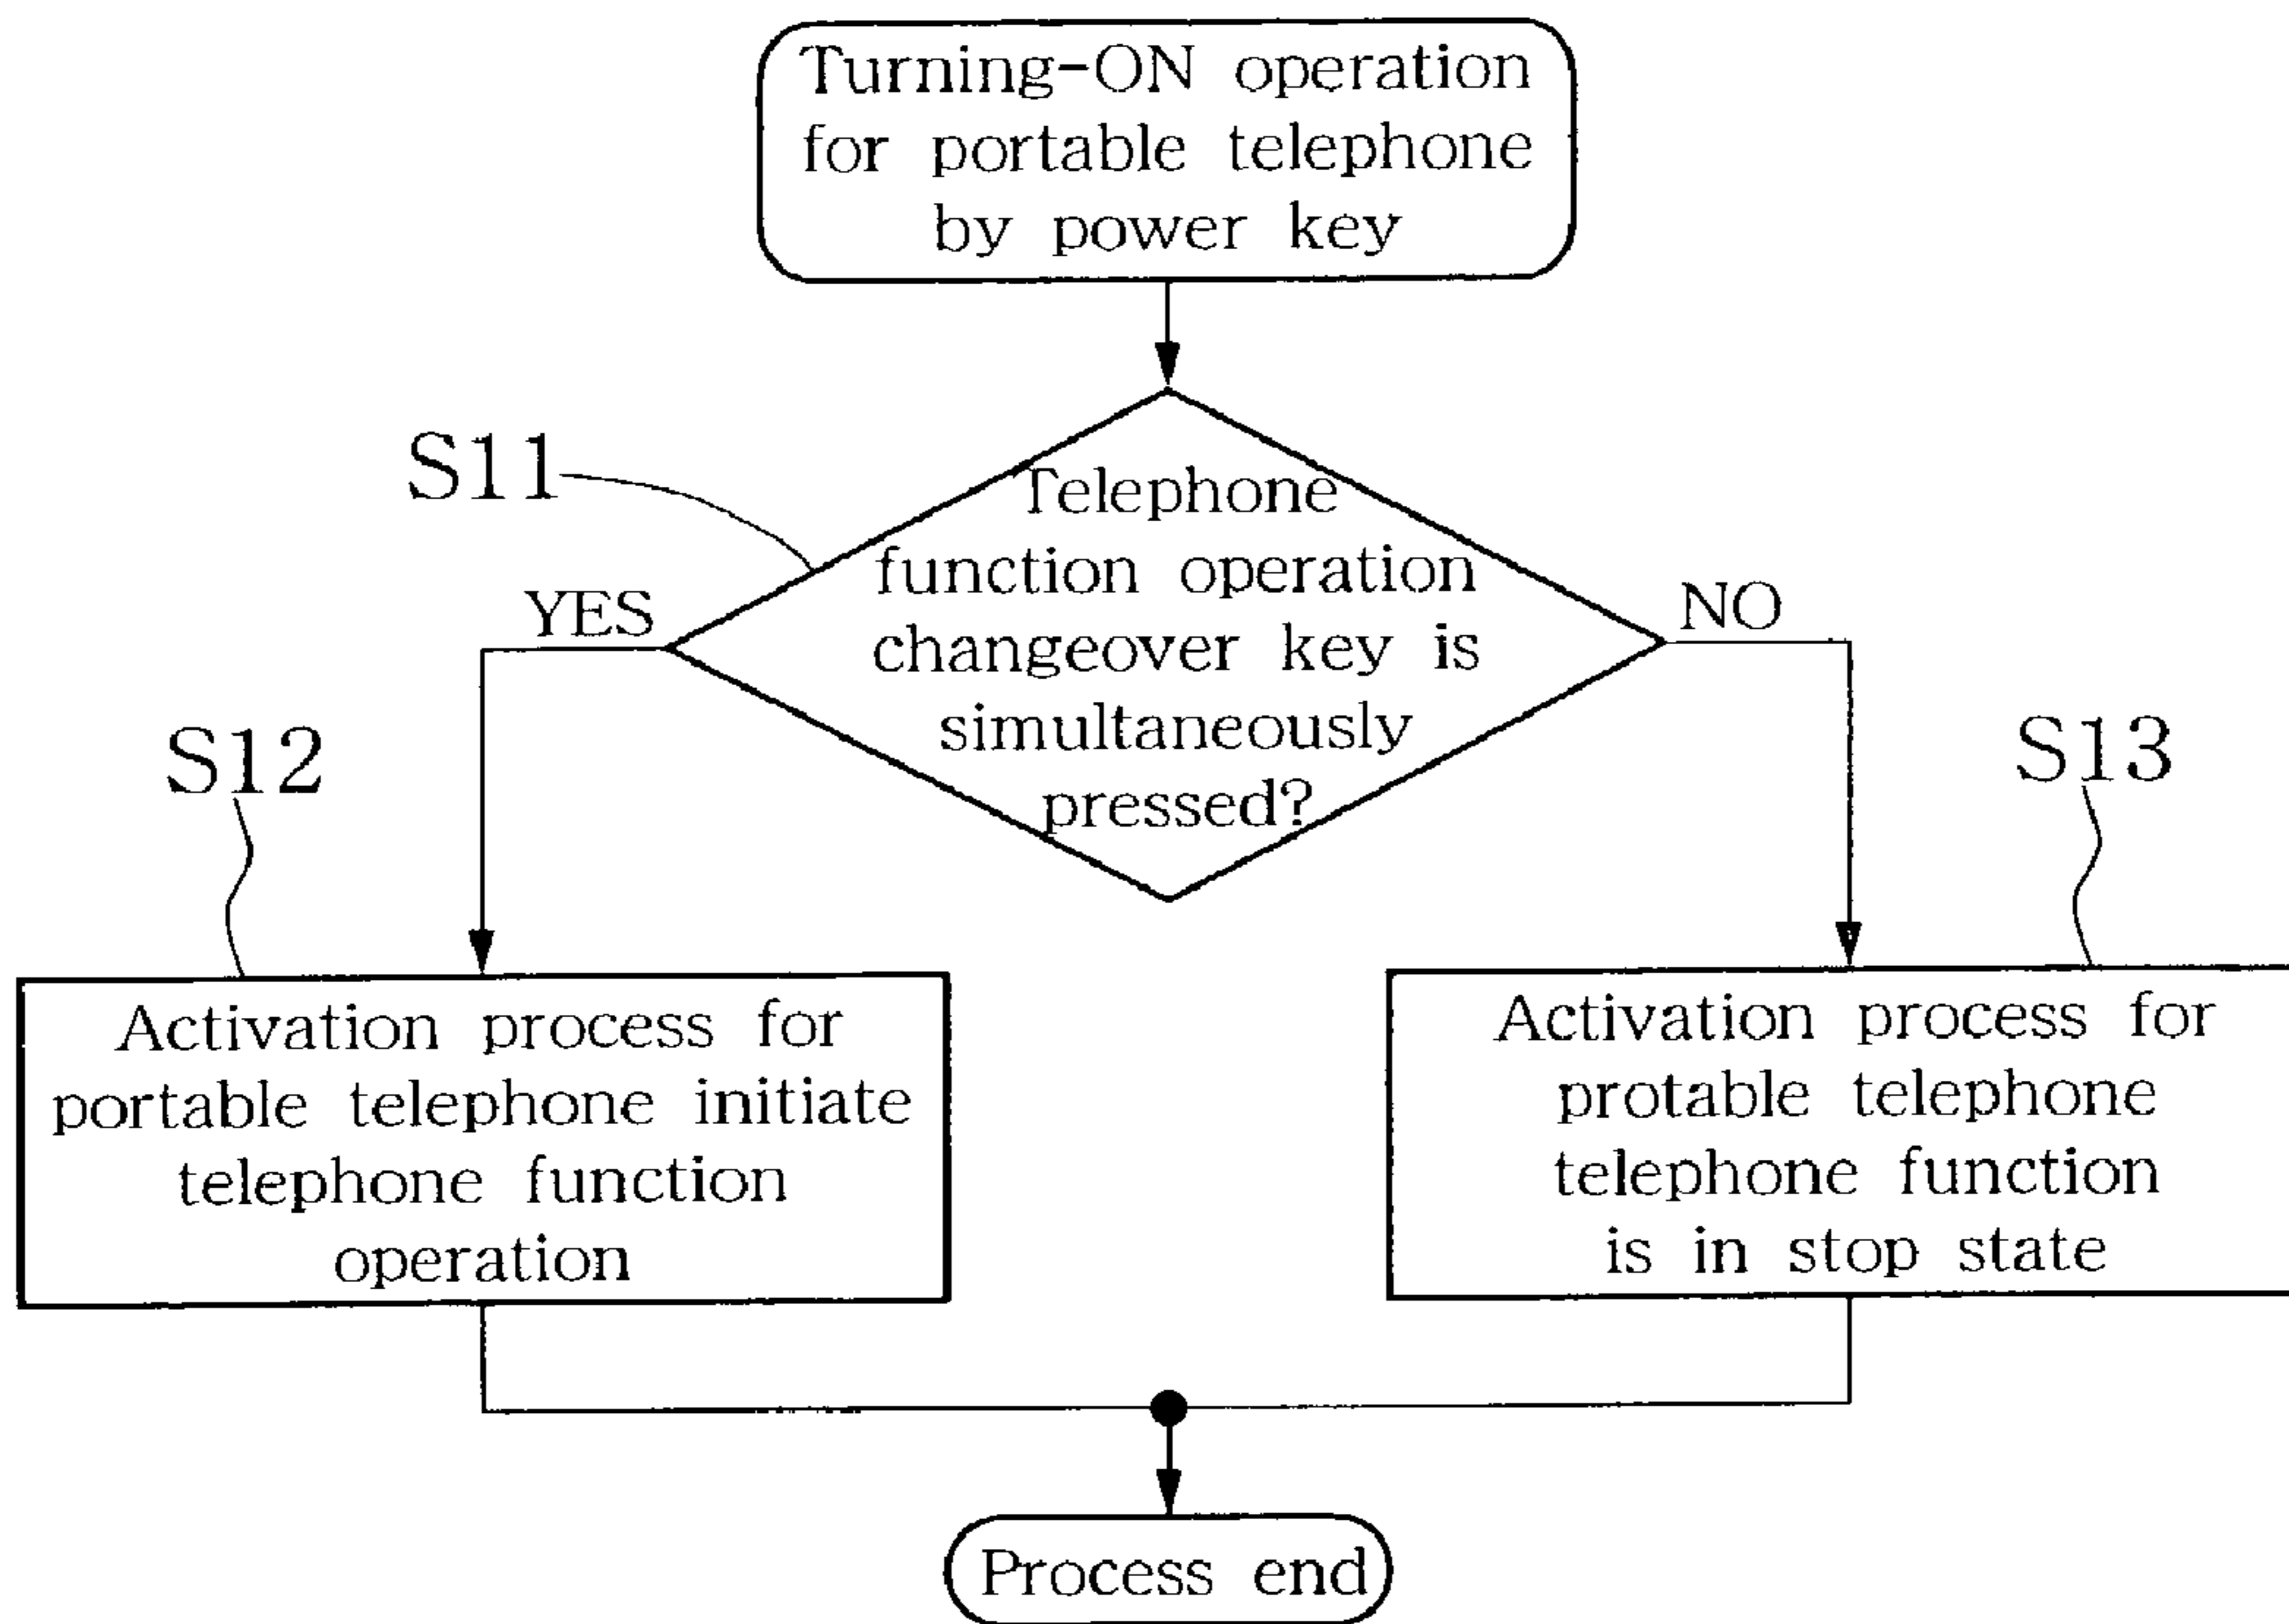 Turning-ON operation
for portable telephone
by power key
S11
Telephone
function operation
changeover key is
simultaneously
pressed?
YES
NO
S12
S13
Activation process for
portable telephone initiate
telephone function
operation
Activation process for
protable telephone
telephone function
is in stop state
Process end